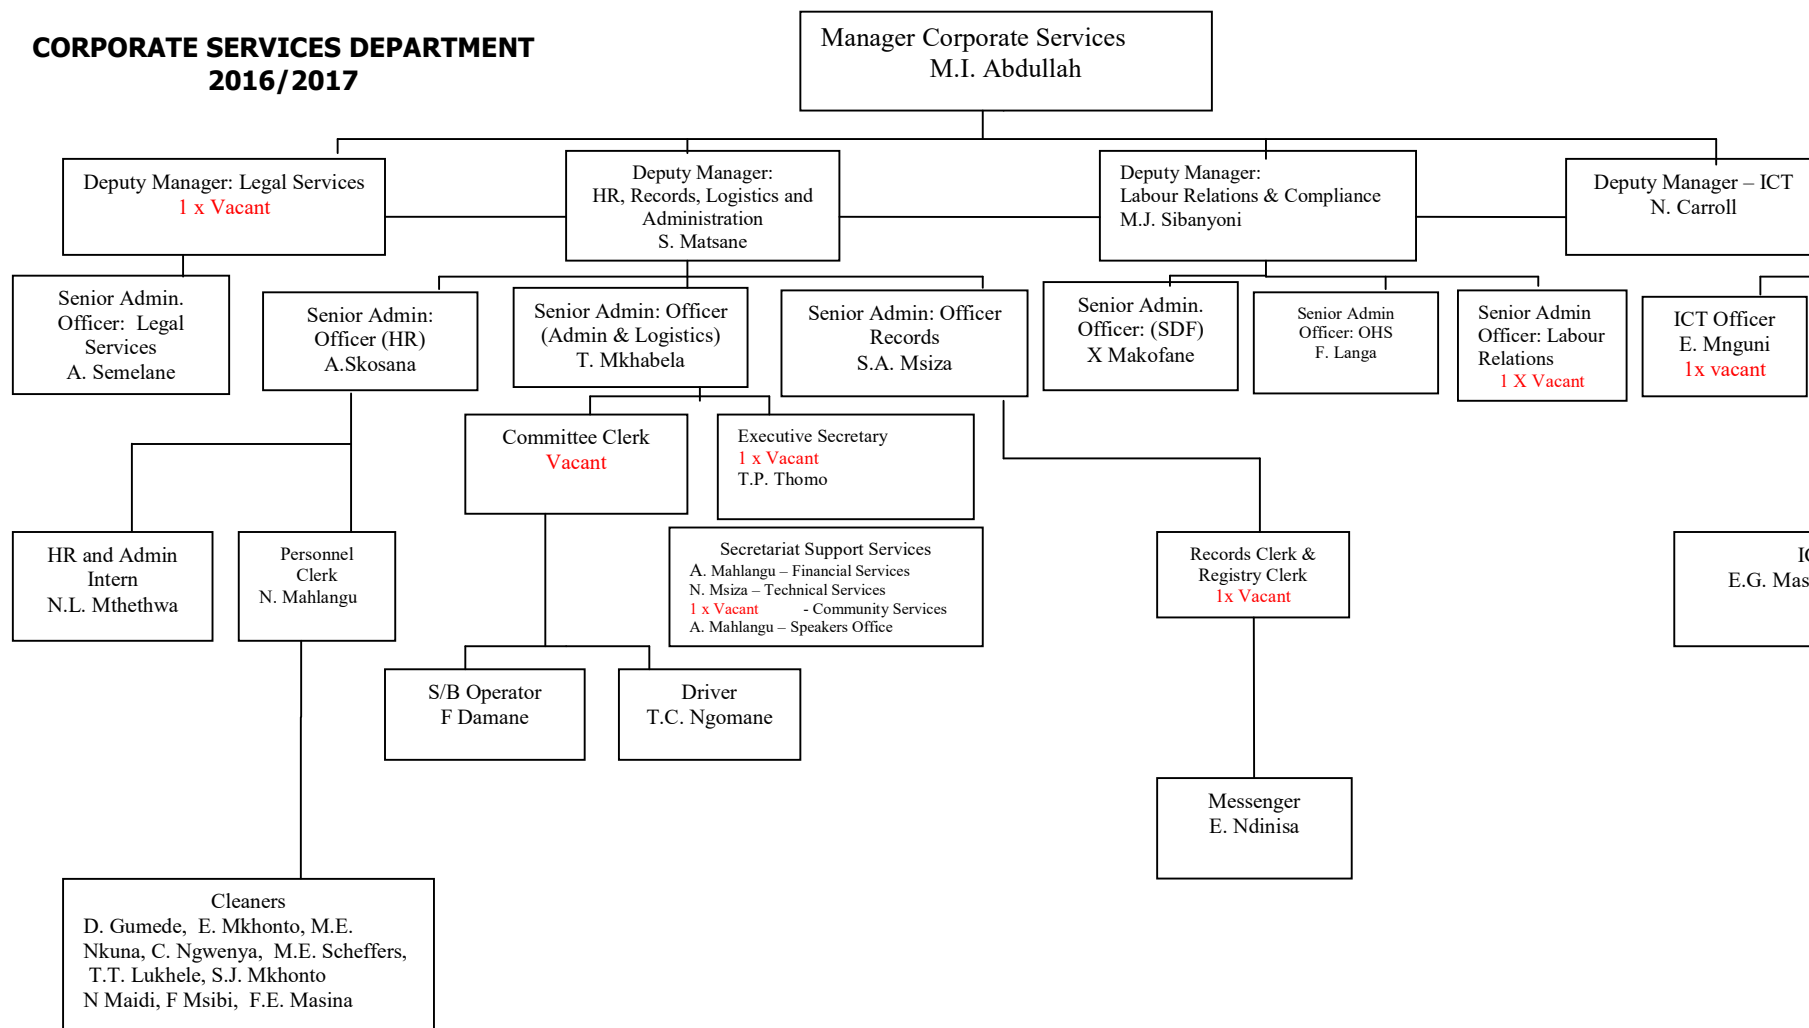 CORPORATE SERVICES DEPARTMENT
2016/2017
Manager Corporate Services
M.I. Abdullah
Deputy Manager: Legal Services
1 x Vacant
Deputy Manager:
HR, Records, Logistics and
Administration
S. Matsane
Deputy Manager:
Labour Relations & Compliance
M.J. Sibanyoni
Deputy Manager – ICT
N. Carroll
Senior Admin.
Officer:  Legal
Services
A. Semelane
Senior Admin:
Officer (HR)
A.Skosana
Senior Admin: Officer
(Admin & Logistics)
T. Mkhabela
Senior Admin: Officer
Records
S.A. Msiza
Senior Admin.
Officer: (SDF)
X Makofane
Senior Admin
Officer: OHS
F. Langa
Senior Admin
Officer: Labour
Relations
1 X Vacant
ICT Officer
E. Mnguni
1x vacant
Committee Clerk
Vacant
Executive Secretary
1 x Vacant
T.P. Thomo
HR and Admin
Intern
N.L. Mthethwa
Personnel
Clerk
N. Mahlangu
Secretariat Support Services
A. Mahlangu – Financial Services
N. Msiza – Technical Services
1 x Vacant - Community Services
A. Mahlangu – Speakers Office
Records Clerk &
Registry Clerk
1x Vacant
E.G. Mas
S/B Operator
F Damane
Driver
T.C. Ngomane
Messenger
E. Ndinisa
Cleaners
D. Gumede,  E. Mkhonto, M.E.
Nkuna, C. Ngwenya,  M.E. Scheffers,
T.T. Lukhele, S.J. Mkhonto
N Maidi, F Msibi,  F.E. Masina